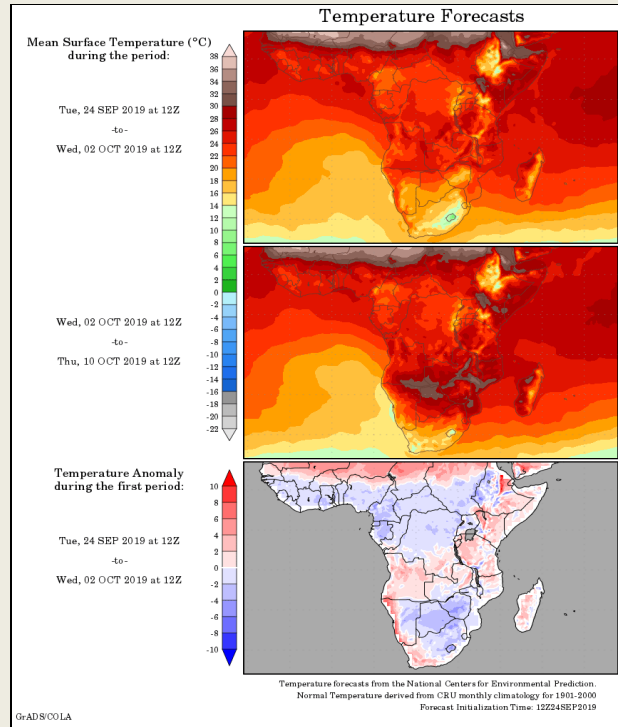 Temperature Forecasts
Mean Surface Temperature (°C)
during the period:
38
36
34
32
30
28
26
24
22
20
18
16
14
12
10
8
6
4
2
0
-2
-4
-6
-8
-10
-12
-14
-16
-18
-20
-22
Tue, 24 SEP 2019 at 12Z
-to-
Wed, 02 OCT 2019 at 12Z
Wed, 02 OCT 2019 at 12Z
-to-
Thu, 10 OCT 2019 at 12Z
Temperature Anomaly
during the first period:
10
8
6
4
2
0
-2
-4
-6
-8
-10
Tue, 24 SEP 2019 at 12Z
-to-
Wed, 02 OCT 2019 at 12Z
Temperature forecasts from the National Centers for Environmental Prediction.
Normal Temperature derived from CRU monthly climatology for 1901-2000
Forecast Initialization Time: 12Z24SEP2019
GrADS/COLA